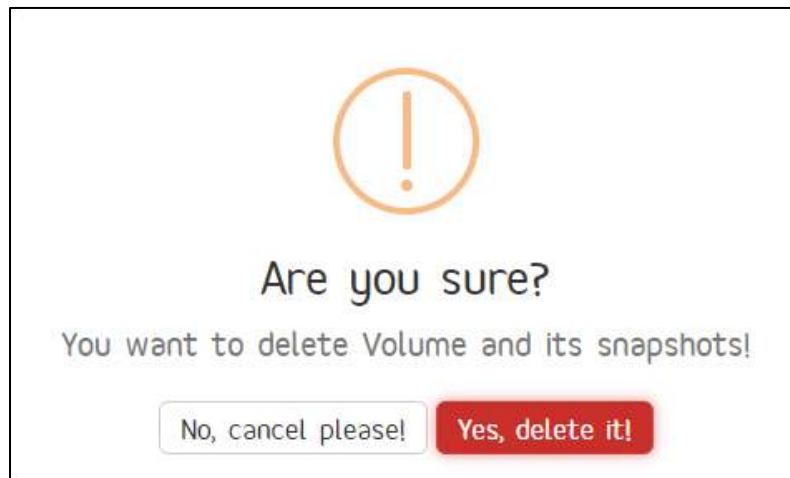 Are you sure?
You want to delete Volume and its snapshots!
No, cancel please! Yes, delete it!